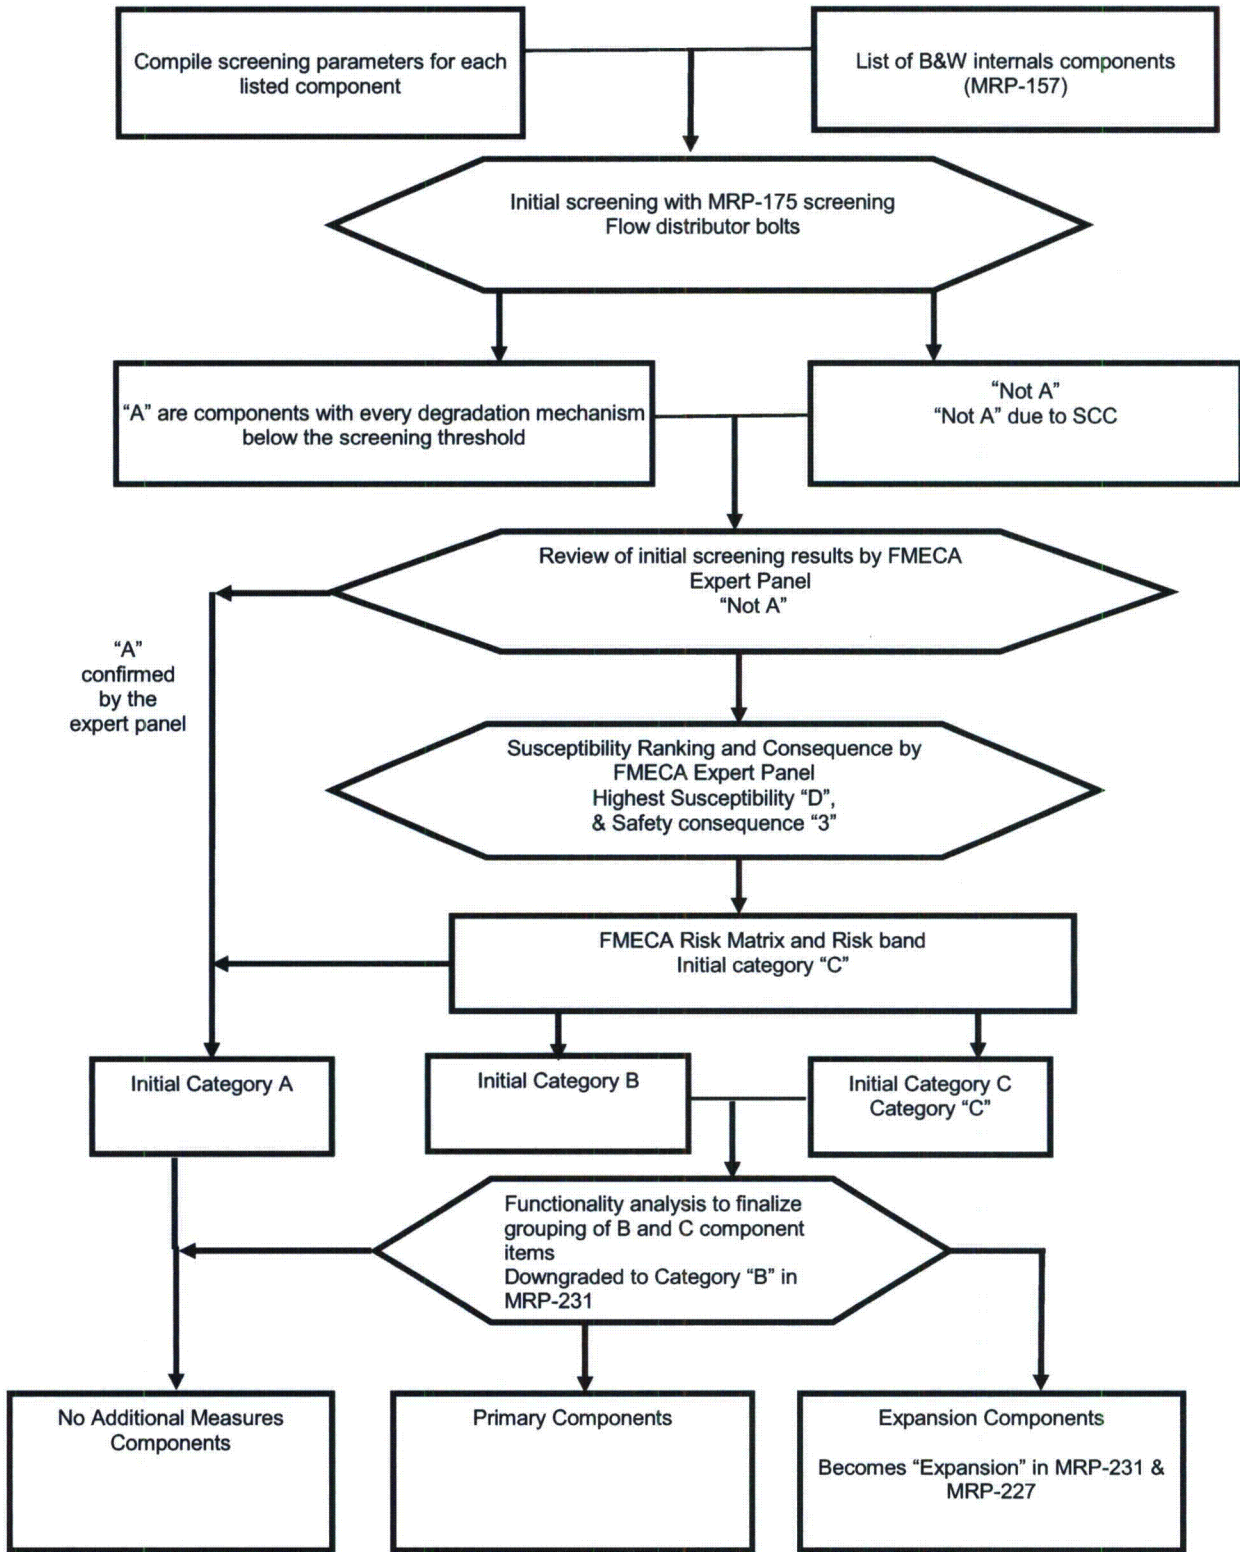 Compile screening parameters for each
listed component
List of B&W internals components
(MRP-157)
Initial screening with MRP-175 screening
Flow distributor bolts
“A” are components with every degradation mechanism
below the screening threshold
“Not A”
“Not A” due to SCC
Review of initial screening results by FMECA
Expert Panel
“Not A”
“A”
confirmed
by the
expert panel
Susceptibility Ranking and Consequence by
FMECA Expert Panel
Highest Susceptibility “D”,
& Safety consequence “3”
FMECA Risk Matrix and Risk band
Initial category “C”
Initial Category A
Initial Category B
Initial Category C
Category “C”
Functionality analysis to finalize
grouping of B and C component
items
Downgraded to Category “B” in
MRP-231
No Additional Measures
Components
Primary Components
Expansion Components
Becomes “Expansion” in MRP-231 &
MRP-227